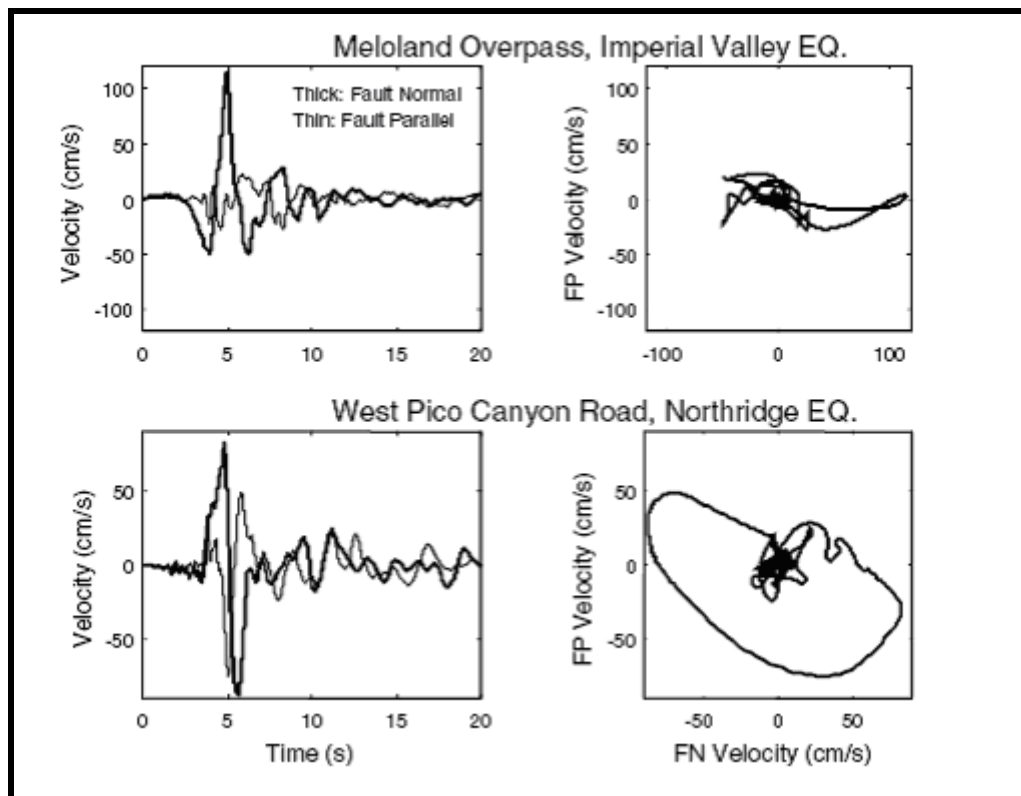 Meloland Overpass, Imperial Valley EQ.
Thick: Fault Normal
Thin: Fault Parallel
Velocity (cm/s)
100
50
0
-50
-100
0 5 10 15 20
FP Velocity (cm/s)
100
50
0
-50
-100
-100 0 100
West Pico Canyon Road, Northridge EQ.
Velocity (cm/s)
50
0
-50
0 5 10 15 20
Time (s)
FP Velocity (cm/s)
50
0
-50
-50 0 50
FN Velocity (cm/s)